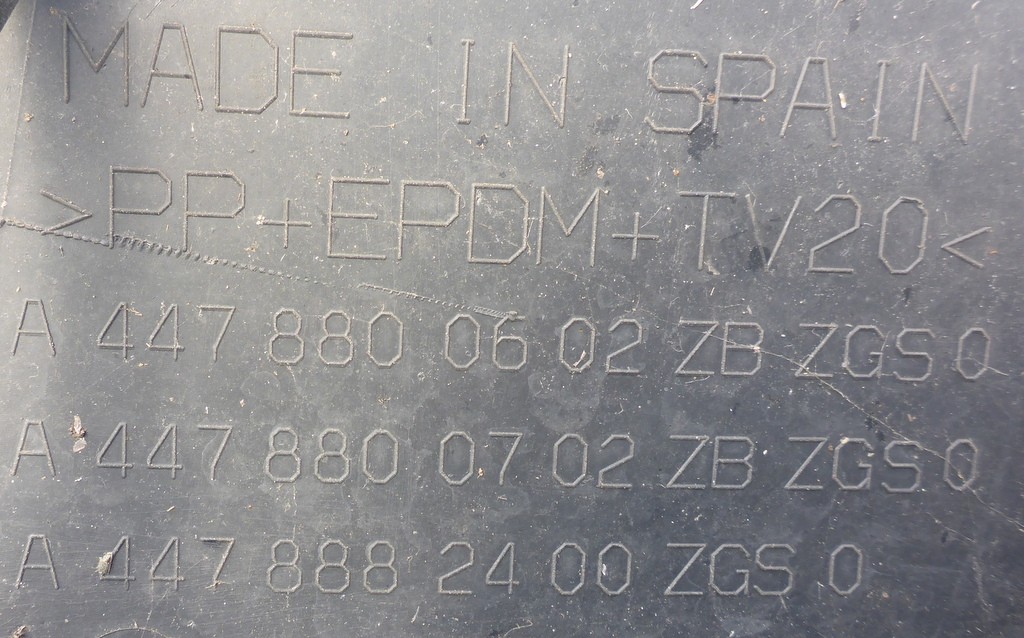 MADE IN SPAIN
>PP+EPDM+TV20<
A 447 880 06 02 ZB ZGS 0
A 447 880 07 02 ZB ZGS 0
A 447 888 24 00 ZGS 0